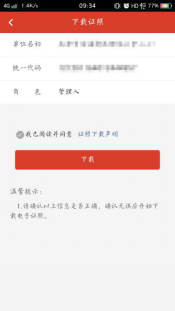 4G 1.4K/s 09:34 HD 77%
下载证照
单位名称
统一代码
角 色 管理人
我已阅读并同意 证照下载声明
下载
温馨提示：
1.请确认以上信息是否正确，确认无误后开始下
载电子证照。